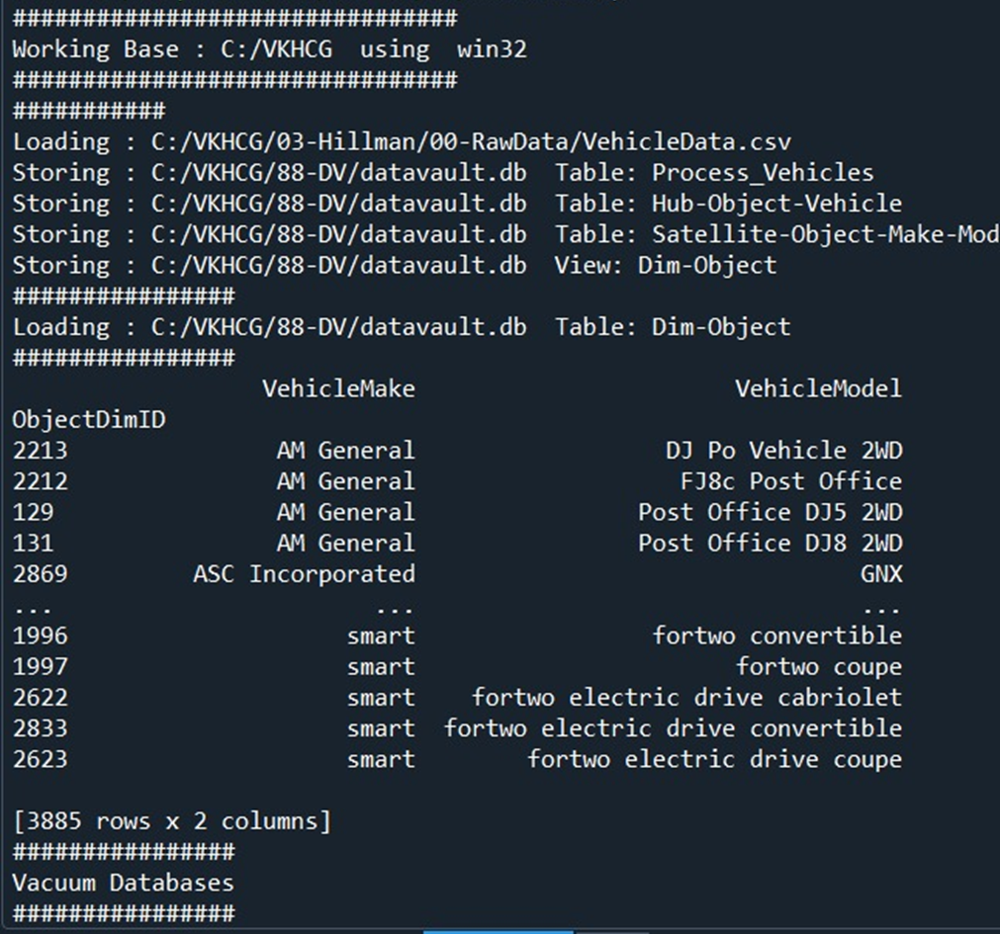 #################################
Working Base : C:/VKHCG  using  win32
#################################
###########
Loading : C:/VKHCG/03-Hillman/00-RawData/VehicleData.csv
Storing : C:/VKHCG/88-DV/datavault.db  Table: Process_Vehicles
Storing : C:/VKHCG/88-DV/datavault.db  Table: Hub-Object-Vehicle
Storing : C:/VKHCG/88-DV/datavault.db  Table: Satellite-Object-Make-Mod
Storing : C:/VKHCG/88-DV/datavault.db  View: Dim-Object
################
Loading : C:/VKHCG/88-DV/datavault.db  Table: Dim-Object
################
                  VehicleMake                       VehicleModel
ObjectDimID
2213               AM General                  DJ Po Vehicle 2WD
2212               AM General                   FJ8c Post Office
129                AM General                Post Office DJ5 2WD
131                AM General                Post Office DJ8 2WD
2869         ASC Incorporated                                GNX
...                       ...                                ...
1996                    smart                 fortwo convertible
1997                    smart                       fortwo coupe
2622                    smart    fortwo electric drive cabriolet
2833                    smart  fortwo electric drive convertible
2623                    smart        fortwo electric drive coupe
[3885 rows x 2 columns]
################
Vacuum Databases
################